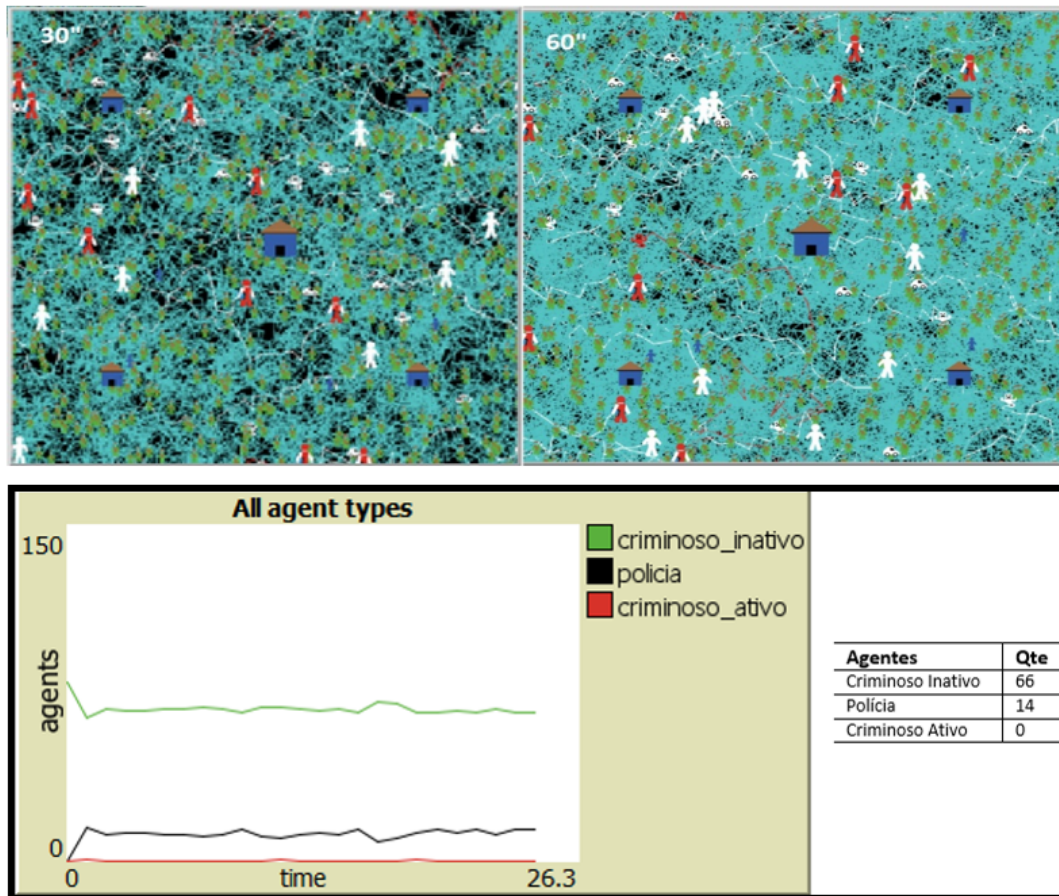 30"
60"
All agent types
150
agents
0
0
time
26.3
criminoso_inativo
policia
criminoso_ativo
Agentes Qte
Criminoso Inativo 66
Polícia 14
Criminoso Ativo 0